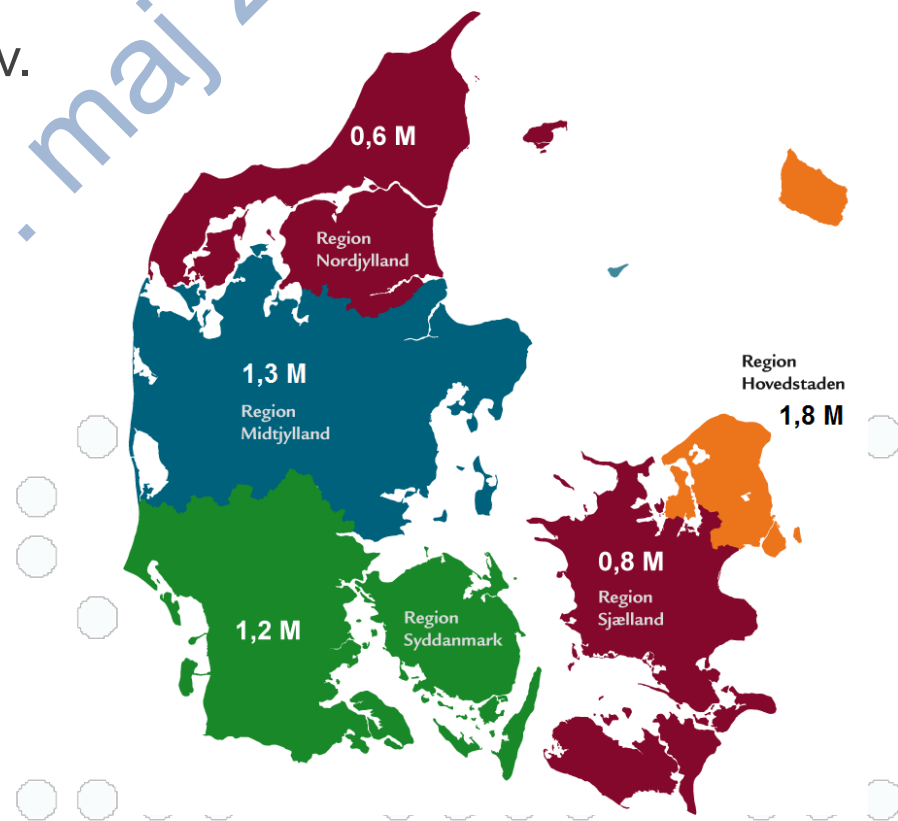 v.
. maj 2
0,6 M
Region
Nordjylland
1,3 M
Region
Midtjylland
Region
Hovedstaden
1,8 M
0,8 M
Region
Sjælland
1,2 M
Region
Syddanmark